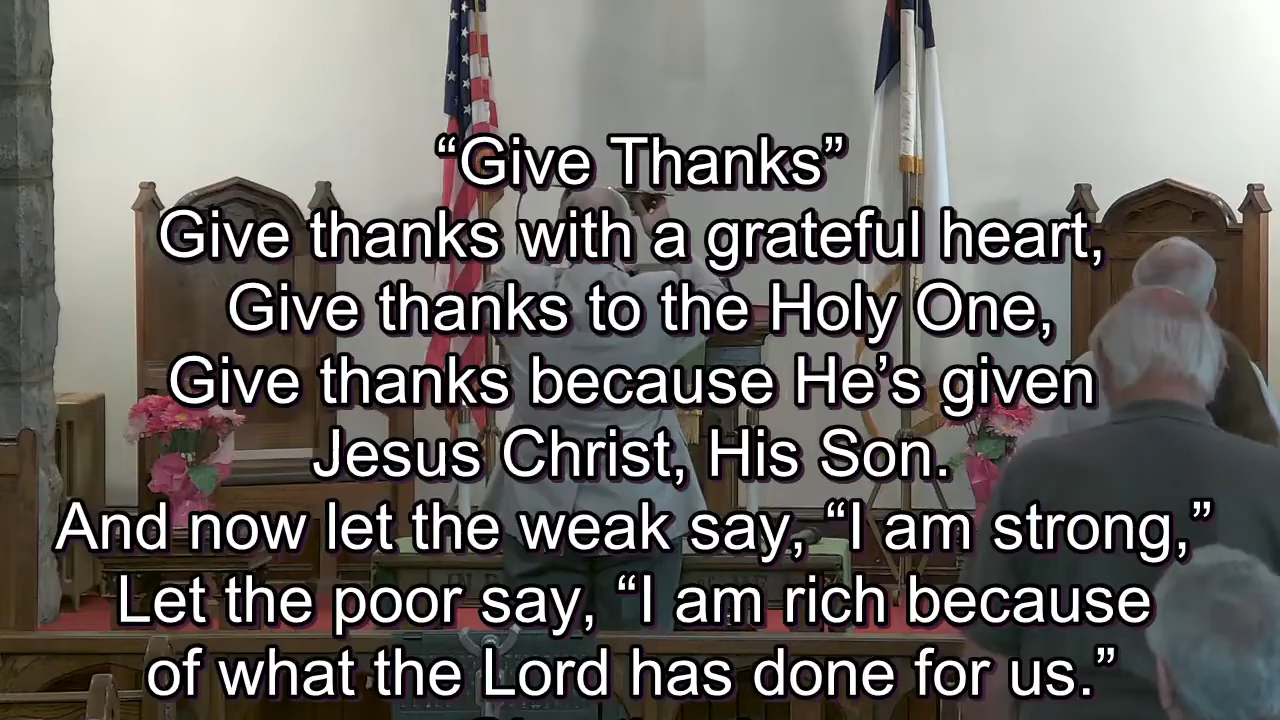 “Give Thanks”
Give thanks with a grateful heart,
Give thanks to the Holy One,
Give thanks because He’s given
Jesus Christ, His Son.
And now let the weak say, “I am strong,”
Let the poor say, “I am rich because
of what the Lord has done for us.”